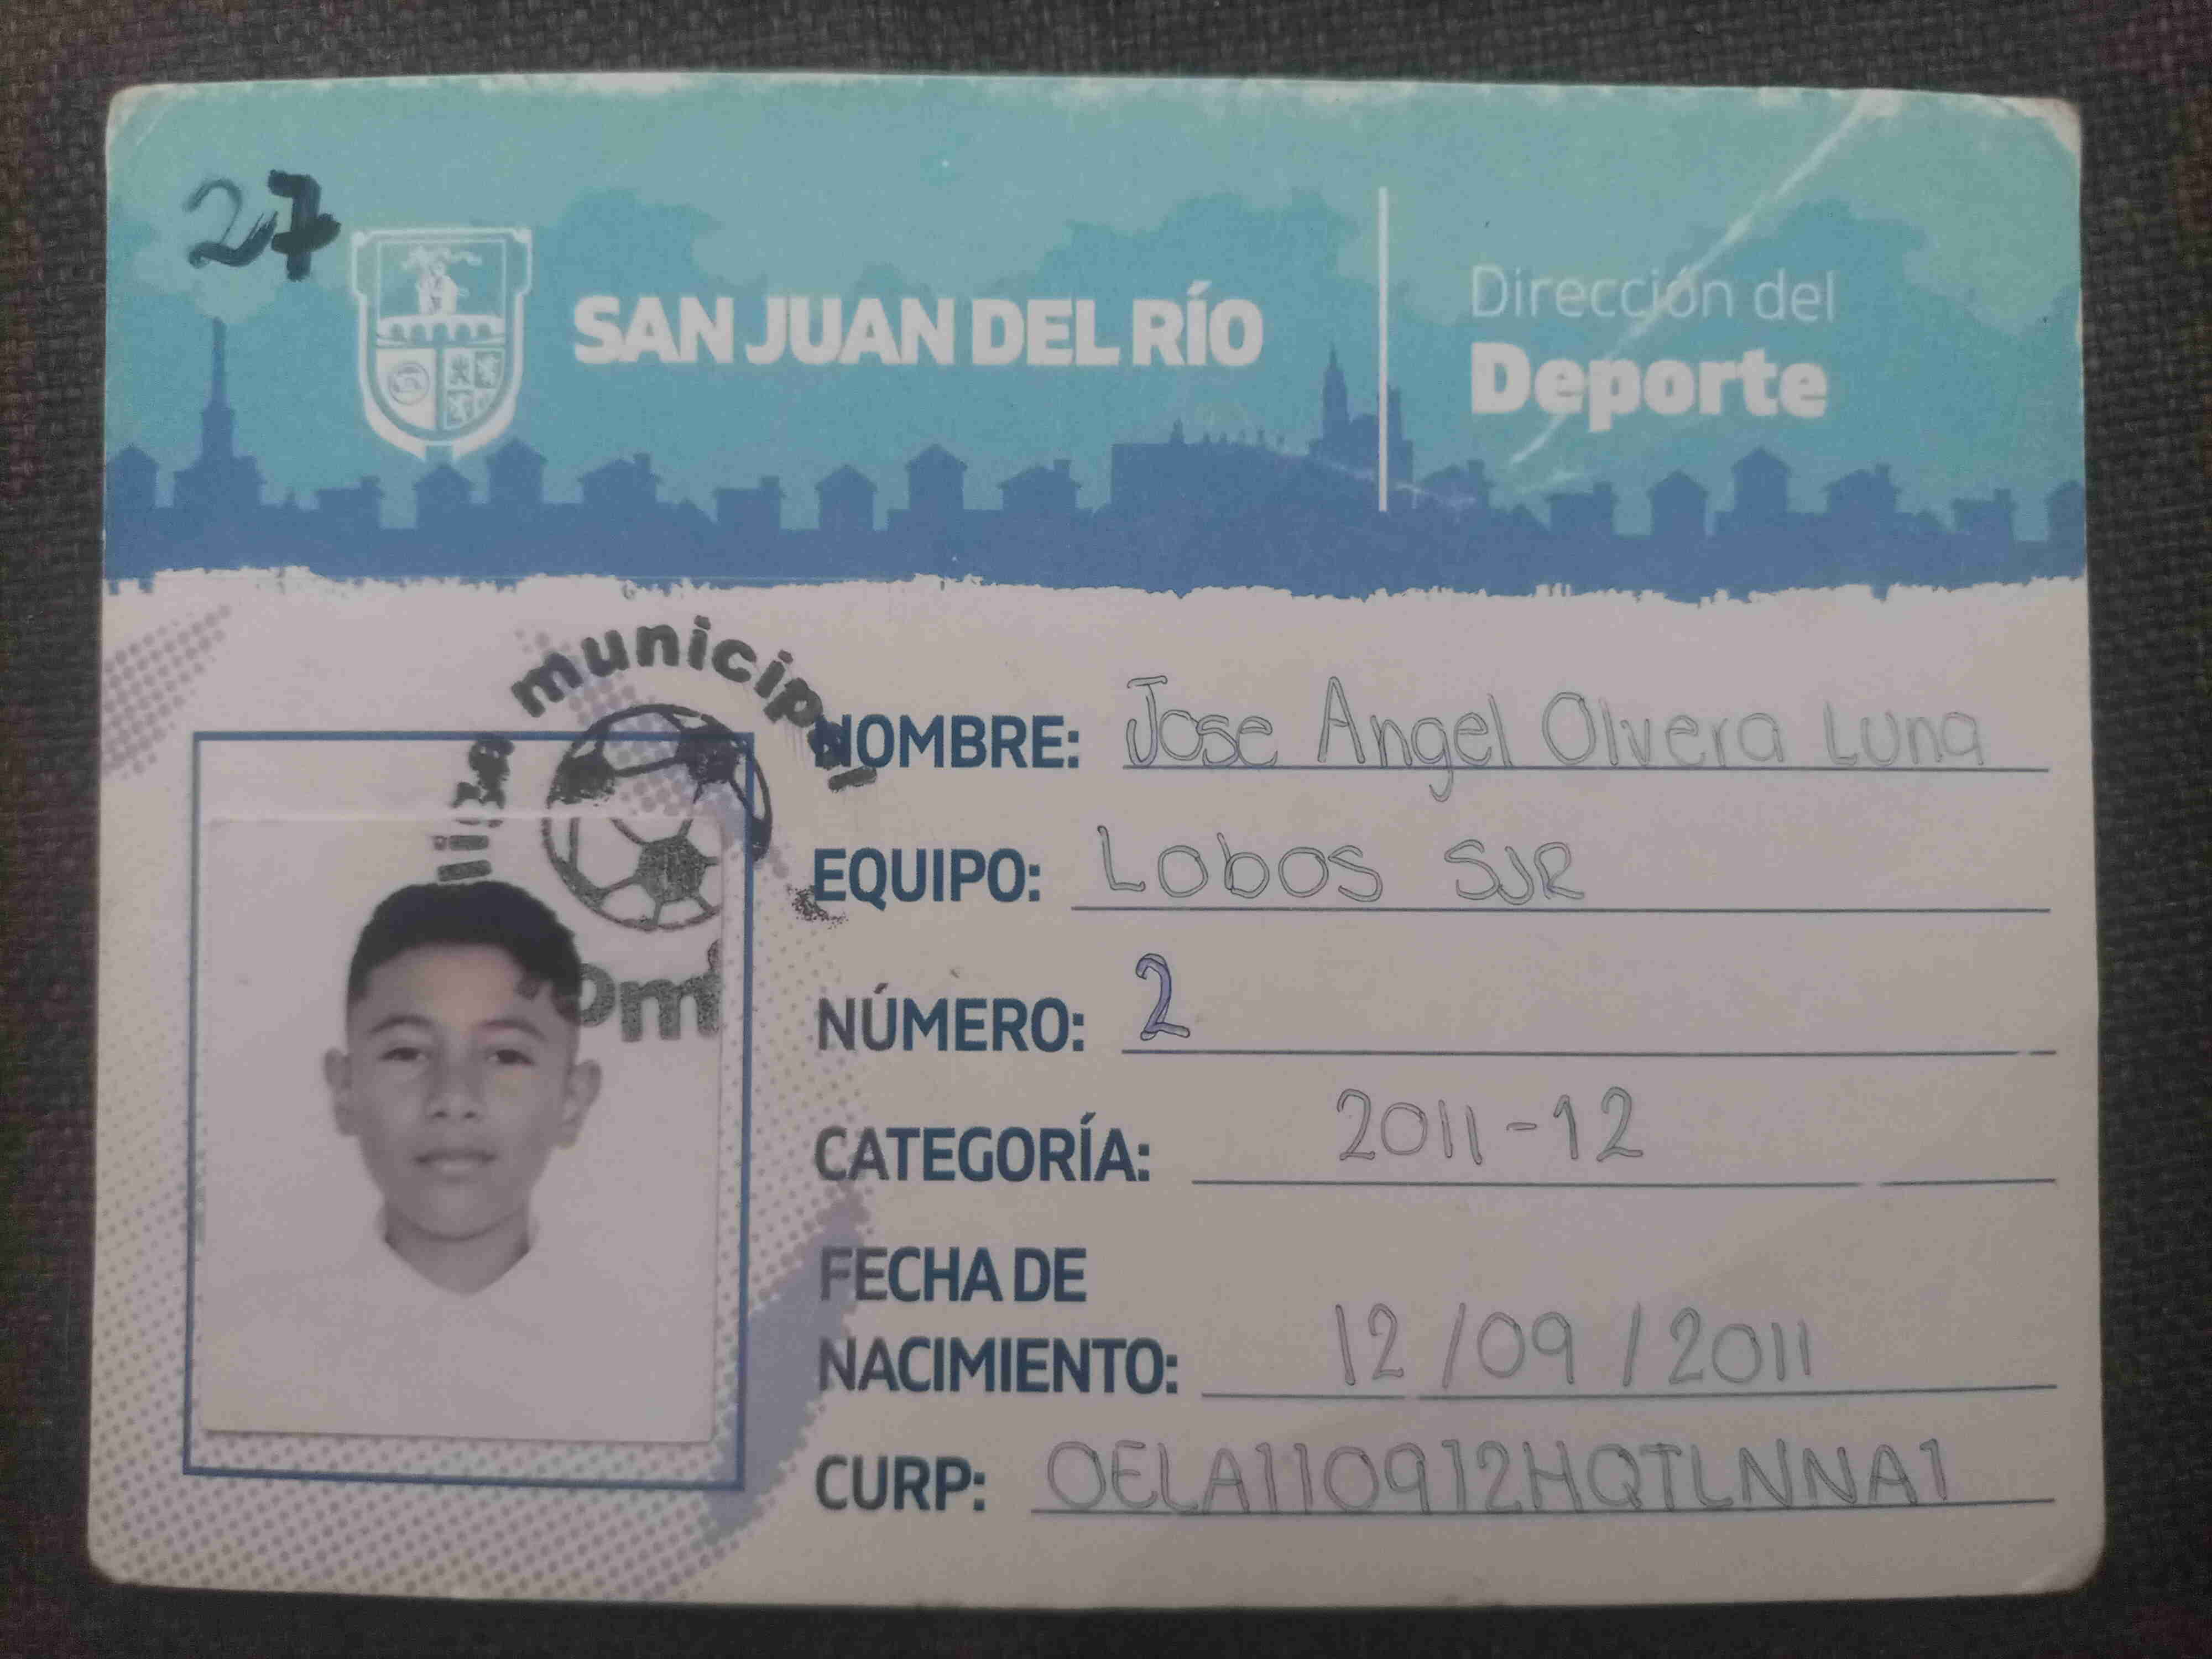 27
SAN JUAN DEL RÍO
Dirección del
Deporte
liga municipal
NOMBRE: Jose Angel Olvera Luna
EQUIPO: Lobos SJR
NÚMERO: 2
CATEGORÍA: 2011-12
FECHA DE
NACIMIENTO: 12/09/2011
CURP: OELA110912HQTLNNA1